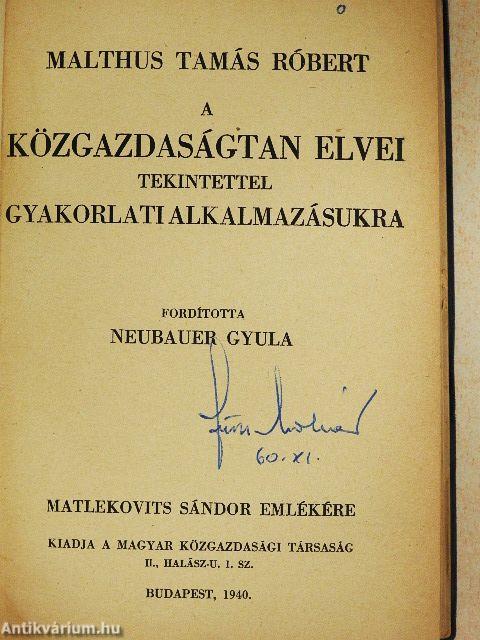 MALTHUS TAMÁS RÓBERT
A
KÖZGAZDASÁGTAN ELVEI
TEKINTETTEL
GYAKORLATI ALKALMAZÁSUKRA
FORDÍTOTTA
NEUBAUER GYULA
60. XI.
MATLEKOVITS SÁNDOR EMLÉKÉRE
KIADJA A MAGYAR KÖZGAZDASÁGI TÁRSASÁG
II., HALÁSZ-U. 1. SZ.
BUDAPEST, 1940.
Antikvárium.hu